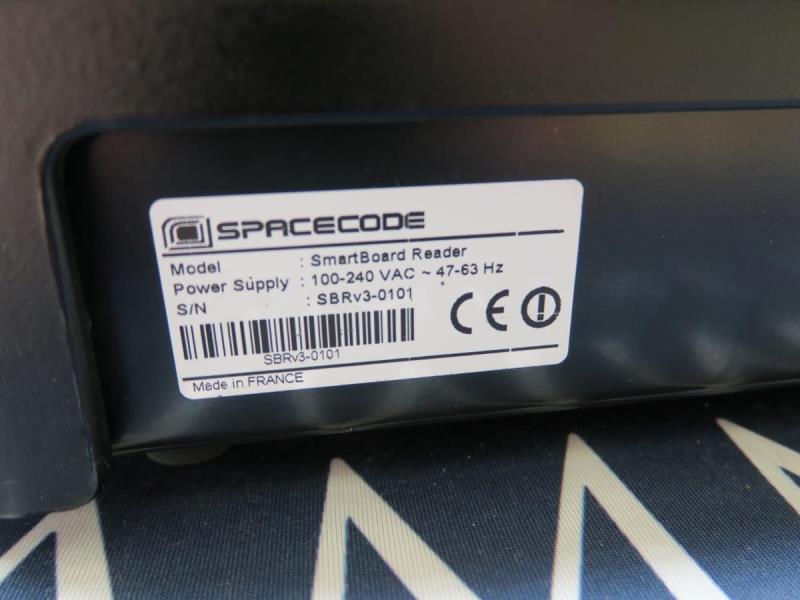 SPACECODE
Model : SmartBoard Reader
Power Supply : 100-240 VAC ~ 47-63 Hz
S/N : SBRv3-0101
CE
SBRv3-0101
Made in FRANCE